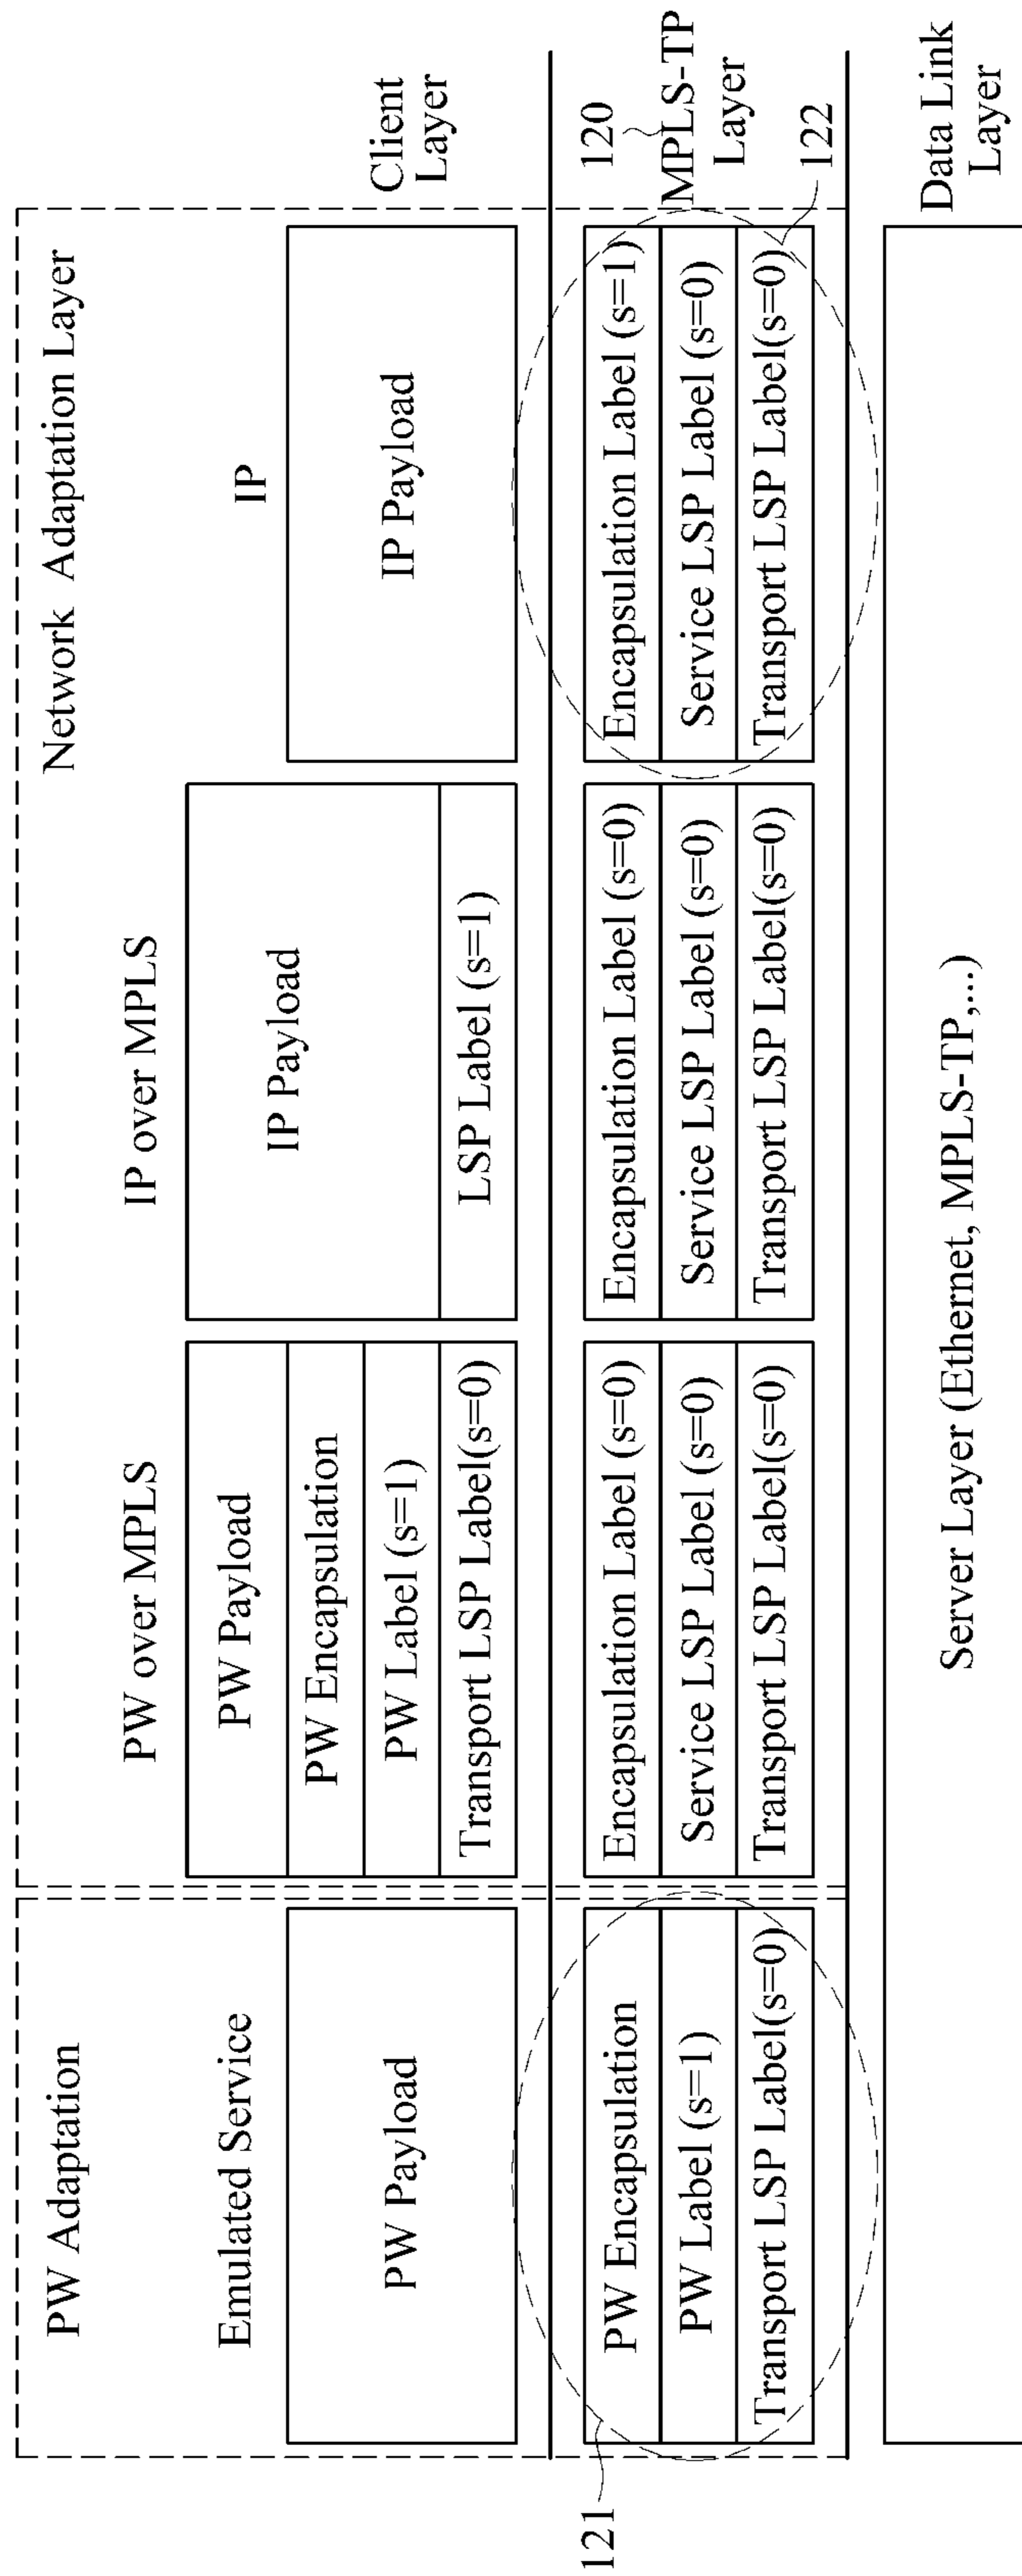 PW Adaptation
Network Adaptation Layer
Emulated Service
PW over MPLS
IP over MPLS
IP
PW Payload
PW Payload
PW Encapsulation
PW Label (s=1)
Transport LSP Label(s=0)
IP Payload
LSP Label (s=1)
IP Payload
Client
Layer
121
PW Encapsulation
PW Label (s=1)
Transport LSP Label(s=0)
Encapsulation Label (s=0)
Service LSP Label (s=0)
Transport LSP Label(s=0)
Encapsulation Label (s=0)
Service LSP Label (s=0)
Transport LSP Label(s=0)
Encapsulation Label (s=1)
Service LSP Label (s=0)
Transport LSP Label(s=0)
120
MPLS-TP
Layer
122
Server Layer (Ethernet, MPLS-TP,...)
Data Link
Layer